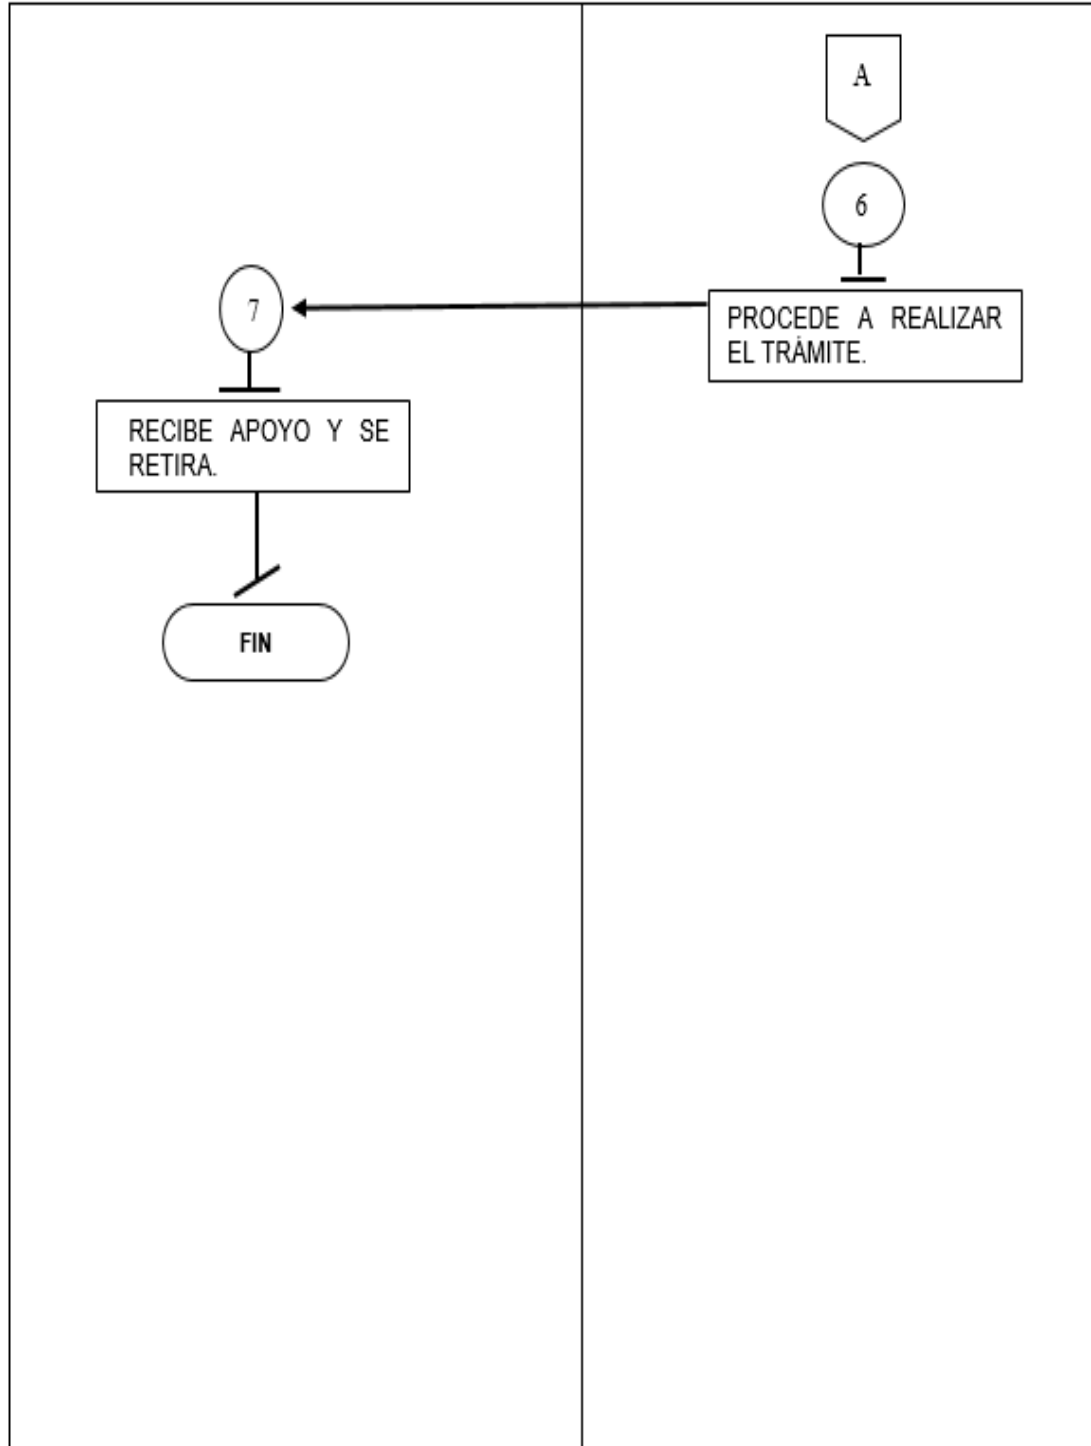 A
6
7
PROCEDE A REALIZAR
EL TRÁMITE.
RECIBE APOYO Y SE
RETIRA.
FIN